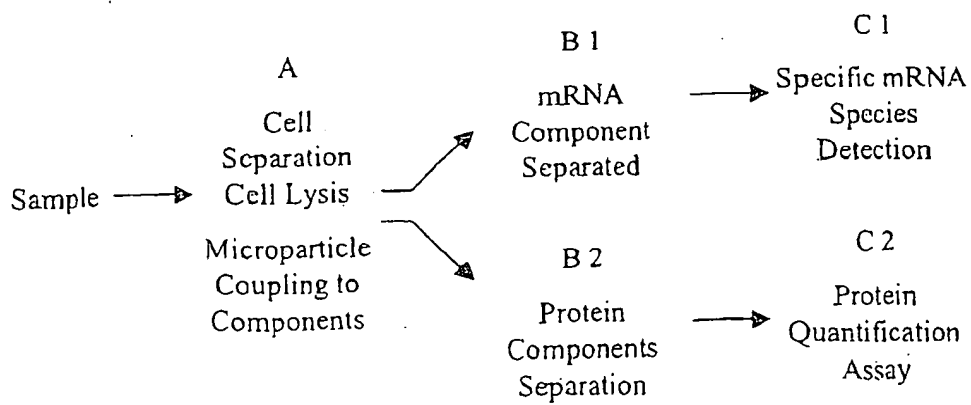 Sample
A
Cell
Separation
Cell Lysis
Microparticle
Coupling to
Components
B 1
mRNA
Component
Separated
C 1
Specific mRNA
Species
Detection
B 2
Protein
Components
Separation
C 2
Protein
Quantification
Assay